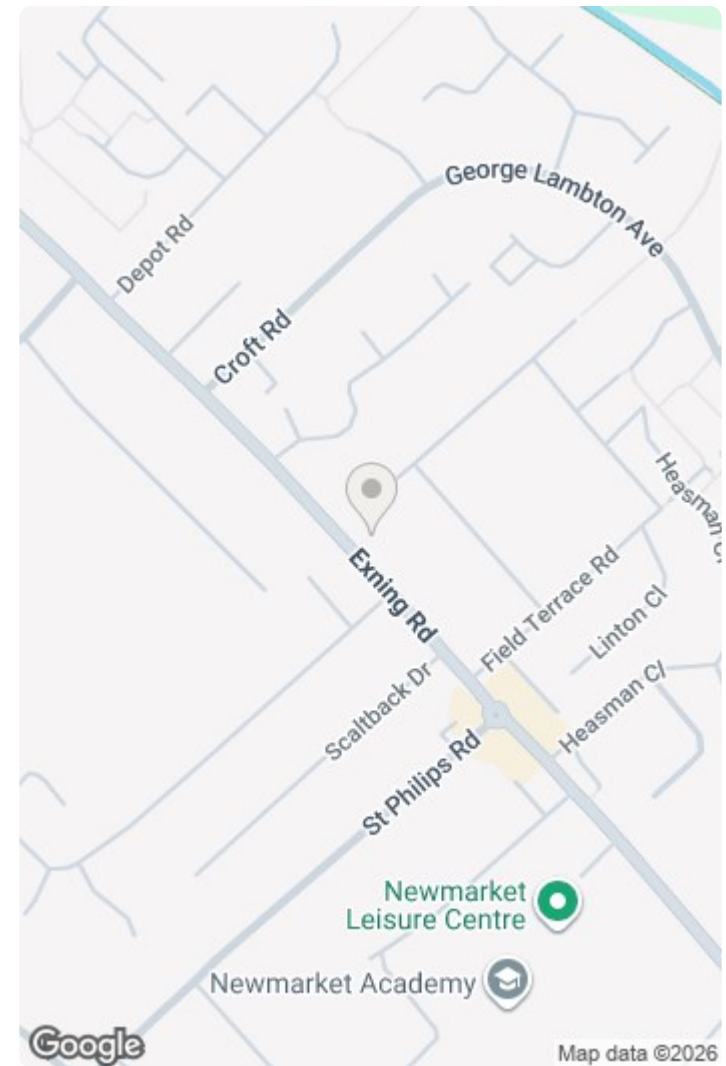 George Lambton Ave
Depot Rd
Croft Rd
Heasman Cl
Exning Rd
Field Terrace Rd
Linton Cl
Scaltback Dr
Heasman Cl
St Philips Rd
Newmarket
Leisure Centre
Newmarket Academy
Google
Map data ©2026